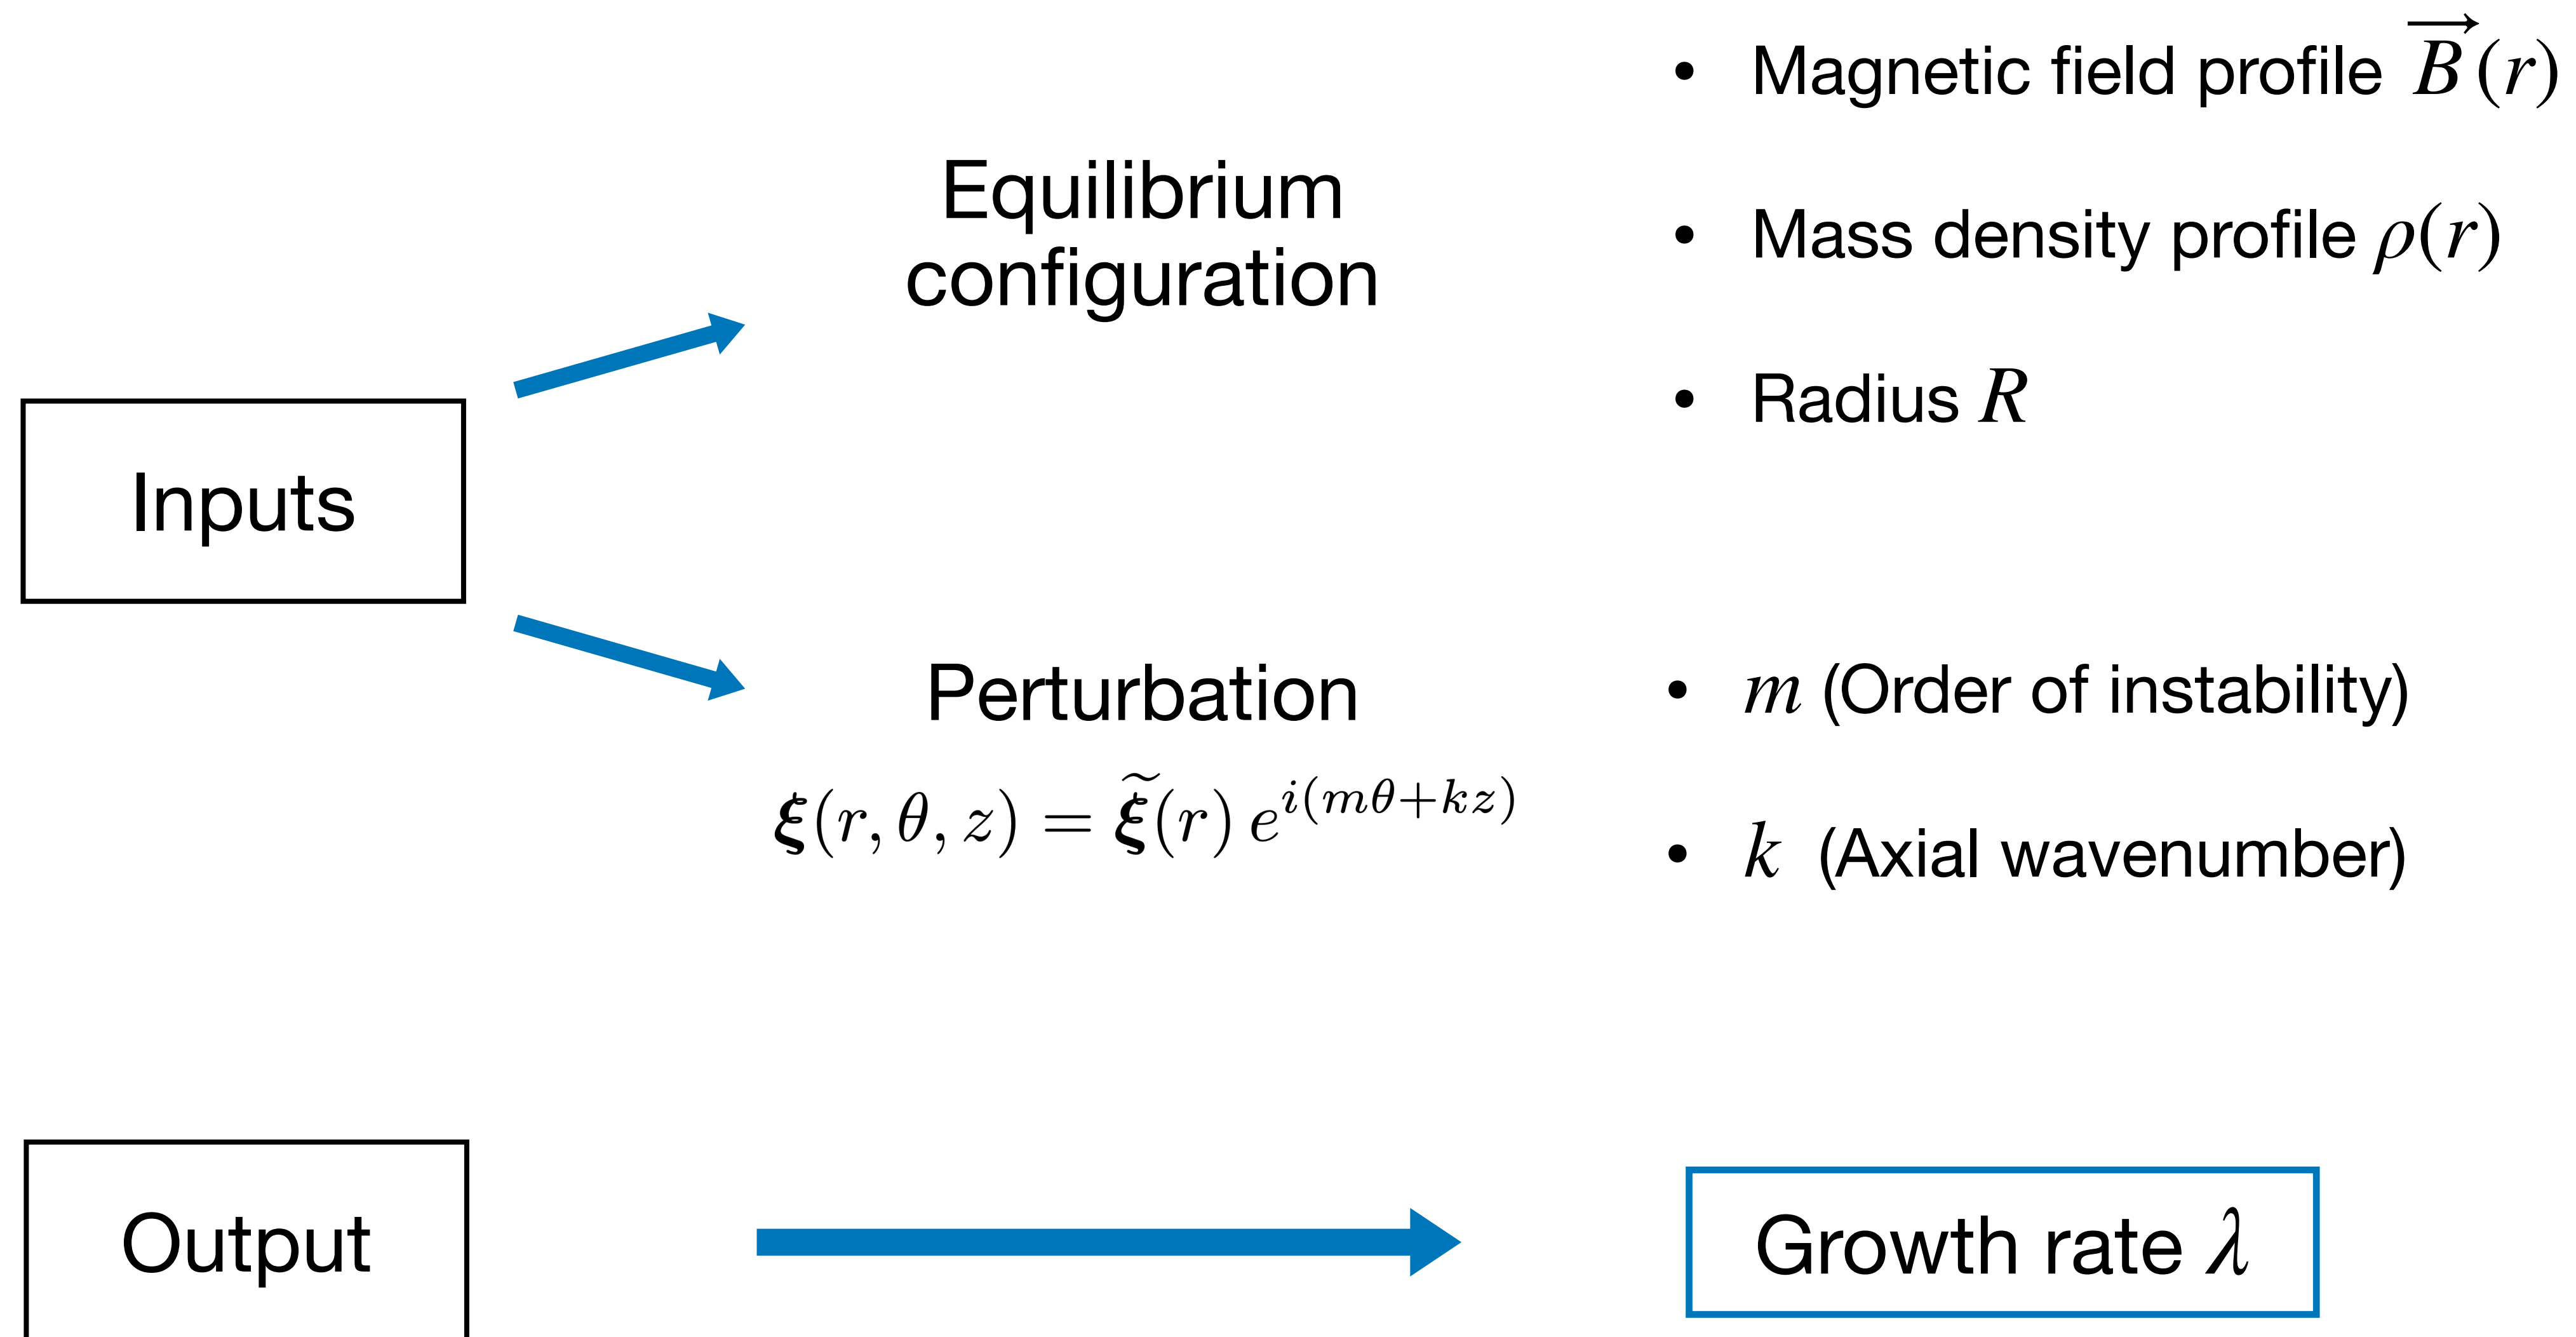 • Magnetic field profile $\overrightarrow{B}(r)$
Equilibrium
configuration
• Mass density profile $\rho(r)$
• Radius $R$
Inputs
Perturbation
$\boldsymbol{\xi}(r, \theta, z) = \widetilde{\boldsymbol{\xi}}(r)\, e^{i(m\theta + kz)}$
• $m$ (Order of instability)
• $k$ (Axial wavenumber)
Output
Growth rate $\lambda$